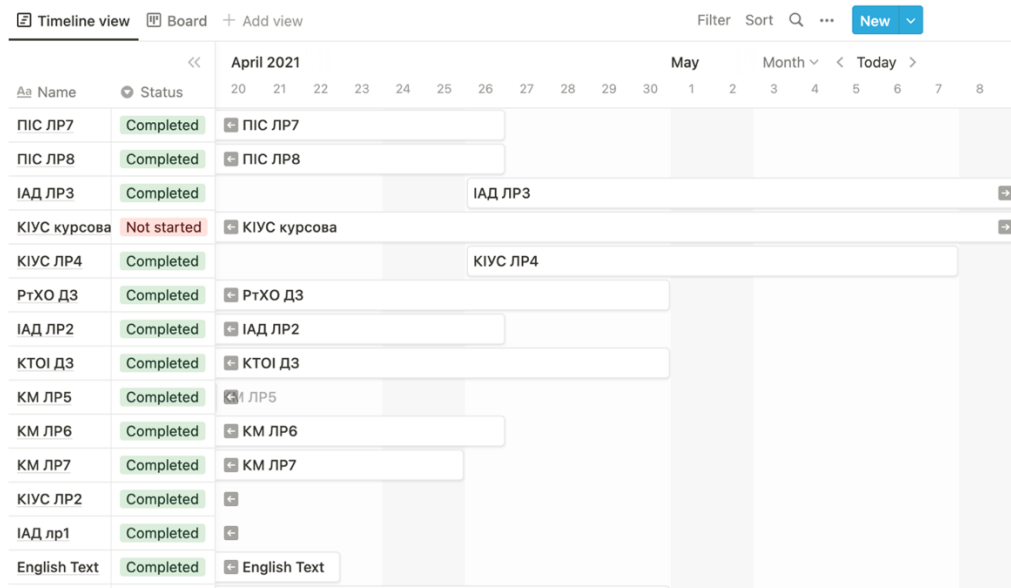 Timeline view Board + Add view Filter Sort ••• New
April 2021 May Month Today
Aa Name Status 20 21 22 23 24 25 26 27 28 29 30 1 2 3 4 5 6 7 8
ПІС ЛР7 Completed ПІС ЛР7
ПІС ЛР8 Completed ПІС ЛР8
ІАД ЛР3 Completed ІАД ЛР3
КІУС курсова Not started КІУС курсова
КІУС ЛР4 Completed КІУС ЛР4
РтХО ДЗ Completed РтХО ДЗ
ІАД ЛР2 Completed ІАД ЛР2
КТОІ ДЗ Completed КТОІ ДЗ
КМ ЛР5 Completed КМ ЛР5
КМ ЛР6 Completed КМ ЛР6
КМ ЛР7 Completed КМ ЛР7
КІУС ЛР2 Completed
ІАД лр1 Completed
English Text Completed English Text